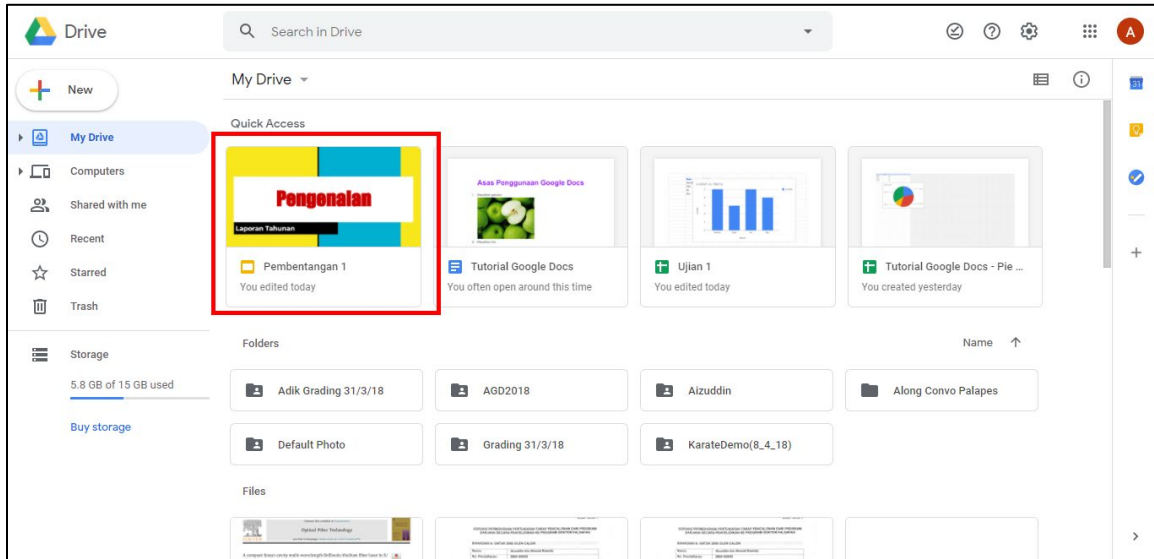 Drive
Search in Drive
A
New
My Drive
31
Quick Access
My Drive
Computers
Shared with me
Recent
Starred
Trash
Storage
5.8 GB of 15 GB used
Buy storage
Pengenalan
Laporan Tahunan
Pembentangan 1
You edited today
Asas Penggunaan Google Docs
Tutorial Google Docs
You often open around this time
Ujian 1
You edited today
Tutorial Google Docs - Pie ...
You created yesterday
Folders
Name
Adik Grading 31/3/18
AGD2018
Aizuddin
Along Convo Palapes
Default Photo
Grading 31/3/18
KarateDemo(8_4_18)
Files
Optical Fiber Technology